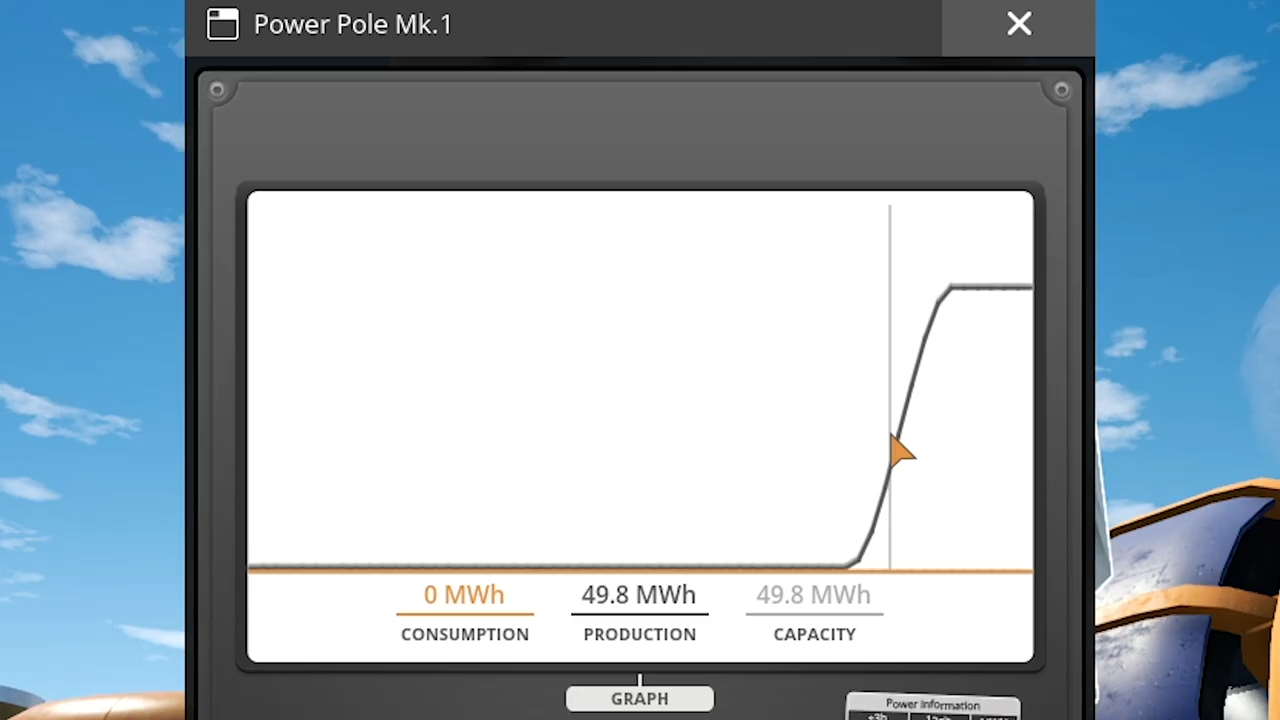 Power Pole Mk.1
0 MWh 49.8 MWh 49.8 MWh
CONSUMPTION PRODUCTION CAPACITY
GRAPH
Power Information